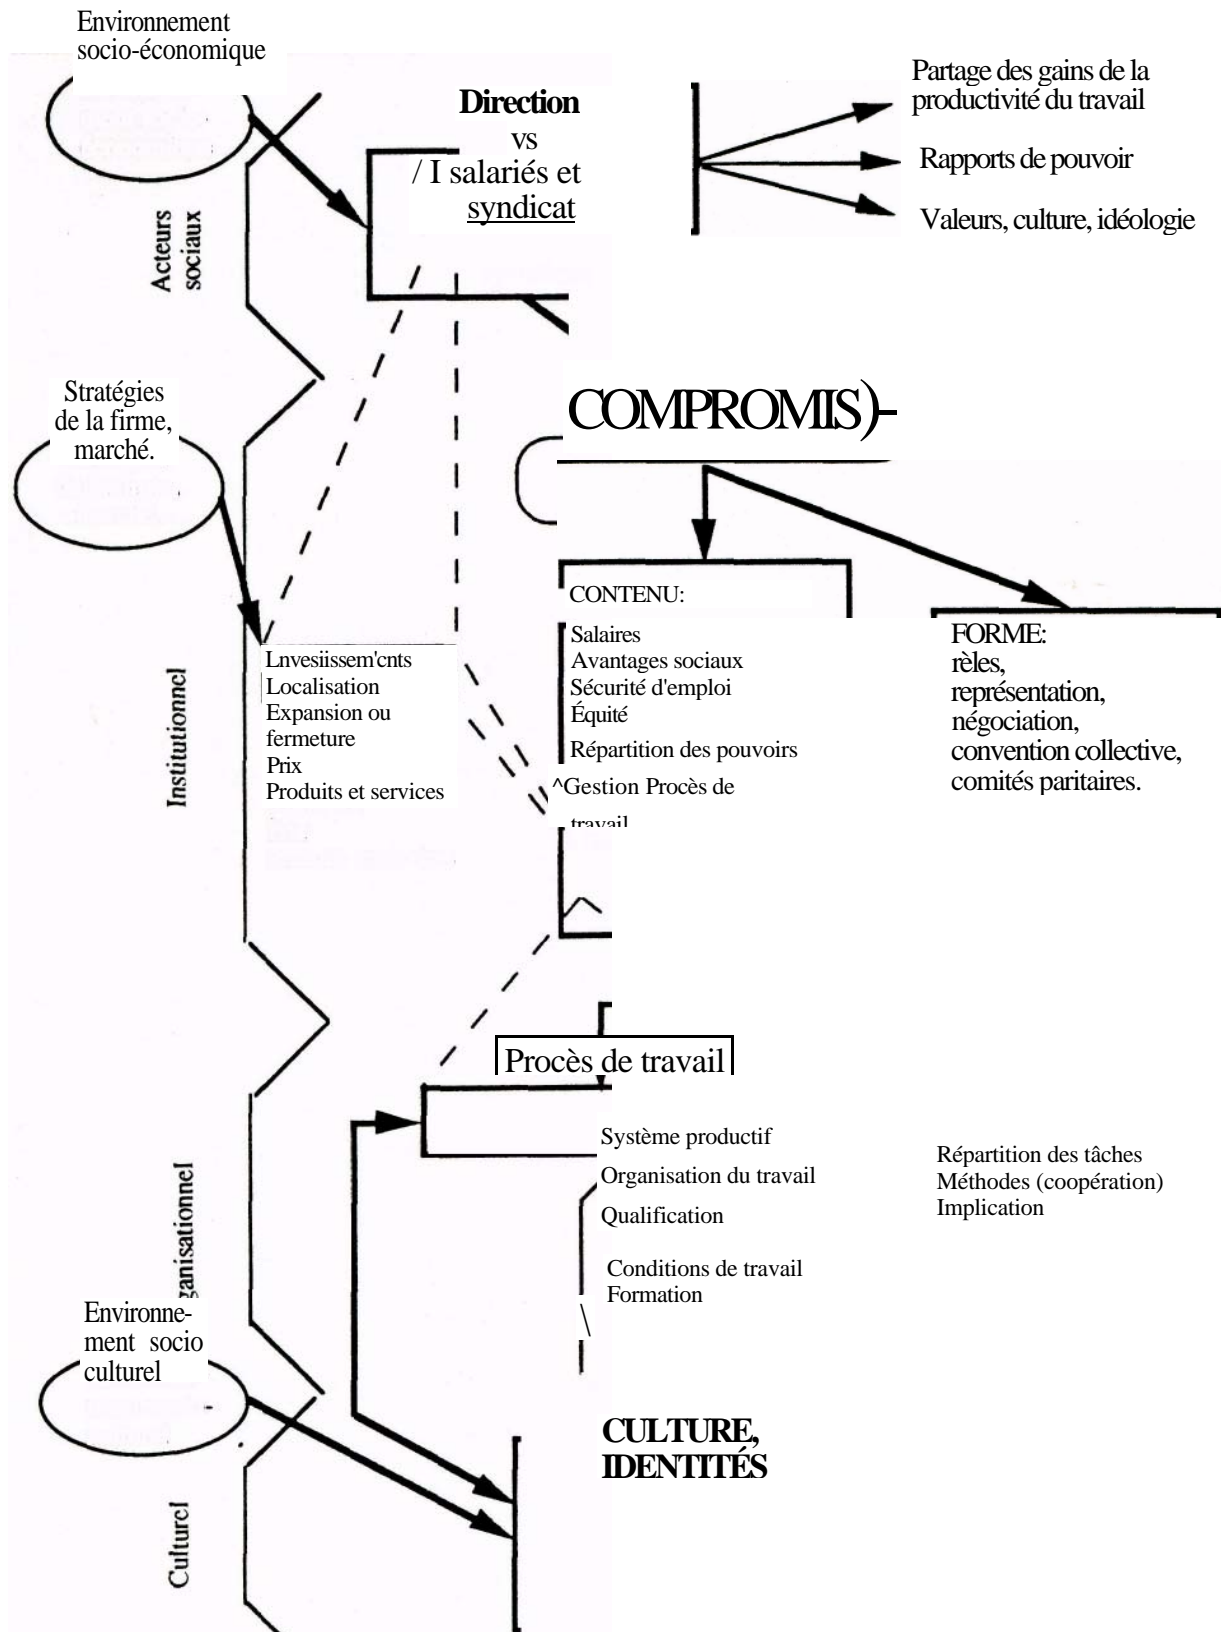 Environnement
socio-économique
Direction
vs
/ I salariés et
syndicat
Partage des gains de la
productivité du travail
Rapports de pouvoir
Valeurs, culture, idéologie
Acteurs
sociaux
Stratégies
de la firme,
marché.
COMPROMIS)-
CONTENU:
Salaires
Avantages sociaux
Sécurité d'emploi
Équité
Répartition des pouvoirs
^Gestion Procès de
travail
FORME:
rèles,
représentation,
négociation,
convention collective,
comités paritaires.
Institutionnel
Lnvesiissem'cnts
Localisation
Expansion ou
fermeture
Prix
Produits et services
Procès de travail
Système productif
Organisation du travail
Qualification
Conditions de travail
Formation
Répartition des tâches
Méthodes (coopération)
Implication
ganisationnel
Environne-
ment socio
culturel
CULTURE,
IDENTITÉS
Culturel